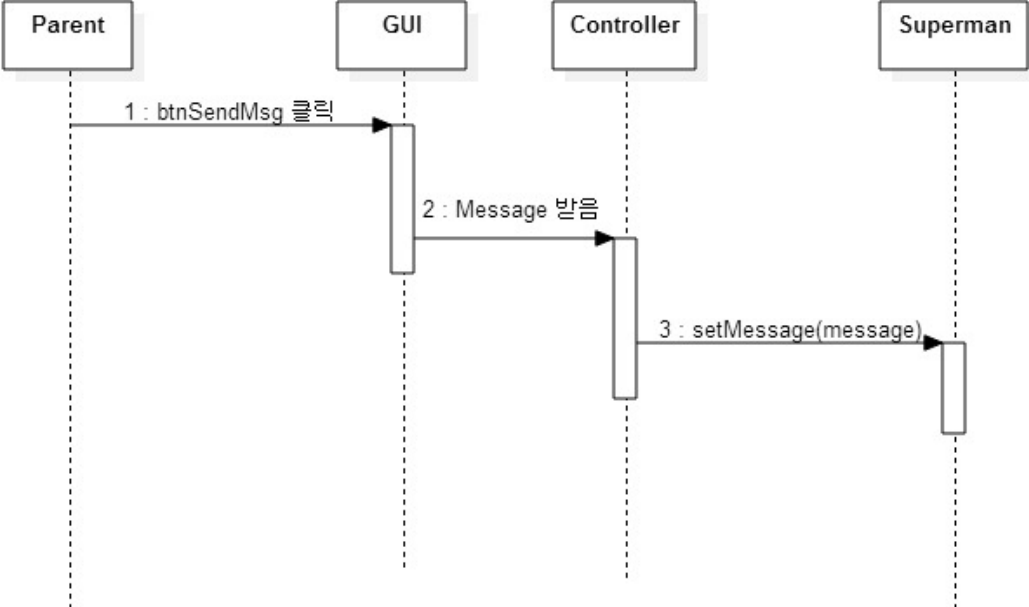 Parent
GUI
Controller
Superman
1 : btnSendMsg 클릭
2 : Message 받음
3 : setMessage(message)